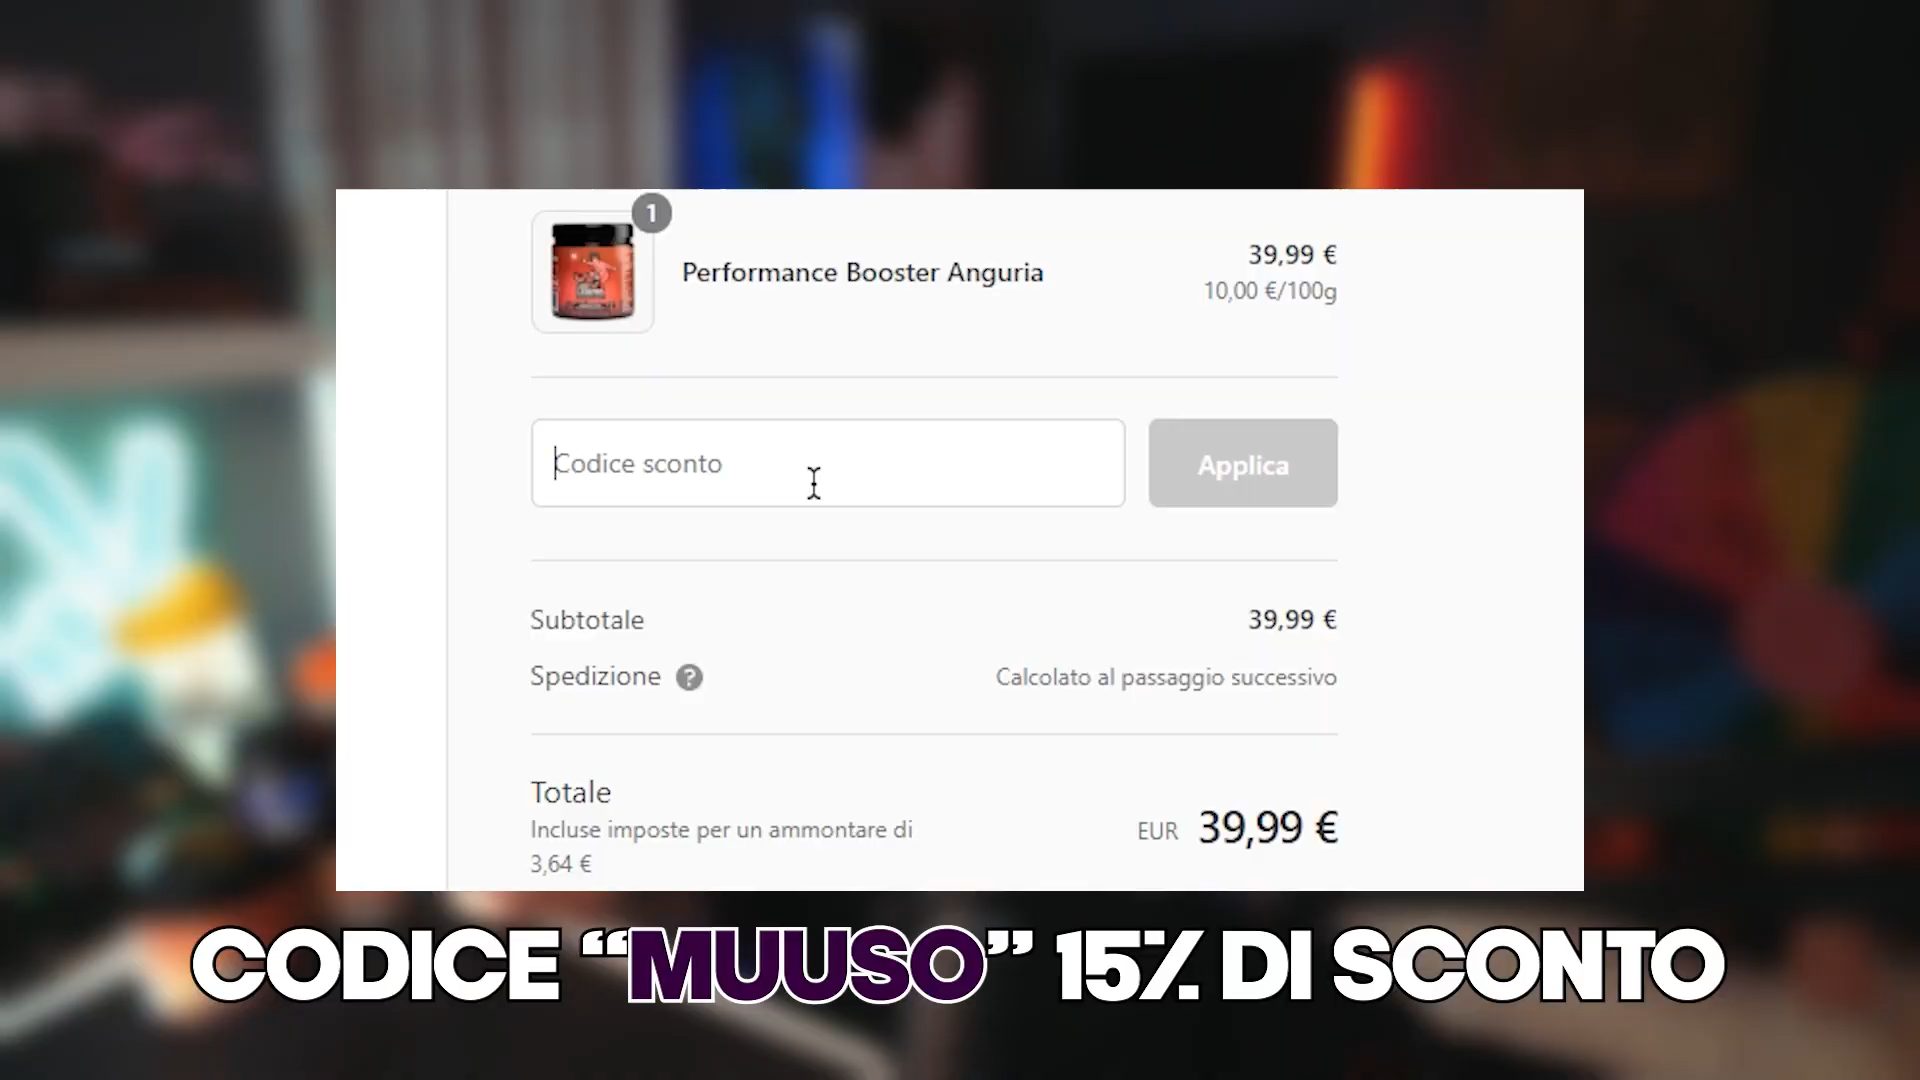 1
Performance Booster Anguria
39,99 €
10,00 €/100g
Codice sconto
Applica
Subtotale
39,99 €
Spedizione ?
Calcolato al passaggio successivo
Totale
Incluse imposte per un ammontare di
3,64 €
EUR 39,99 €
CODICE “MUUSO” 15% DI SCONTO